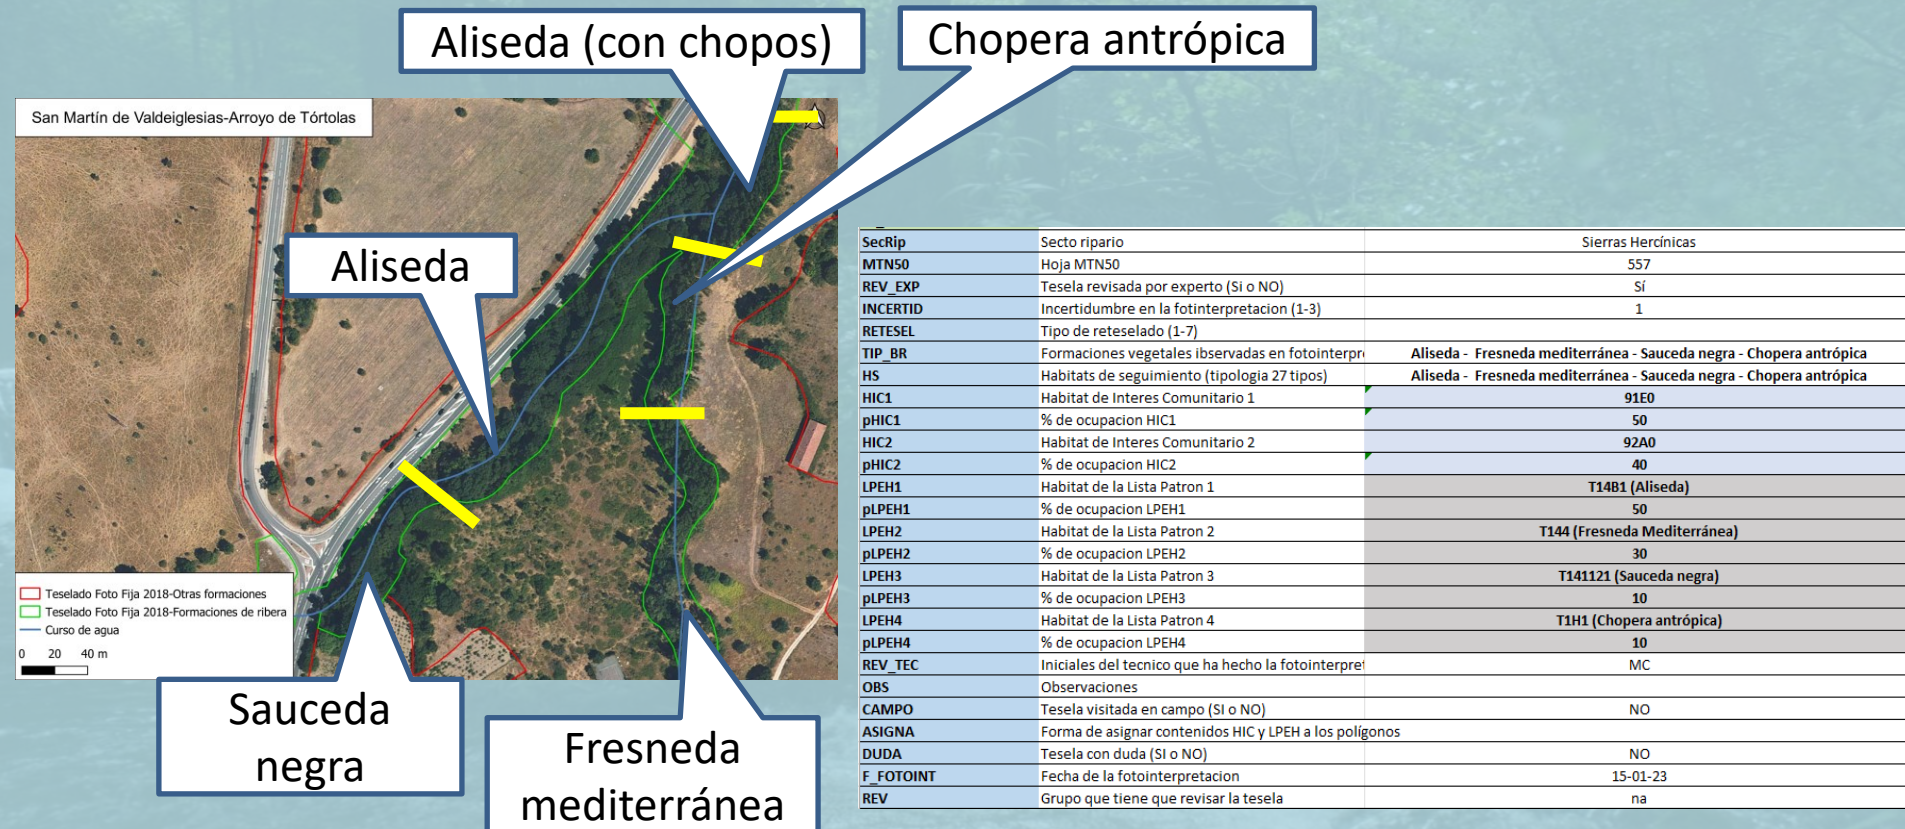 Aliseda (con chopos)
Chopera antrópica
San Martín de Valdeiglesias-Arroyo de Tórtolas
Aliseda
Teselado Foto Fija 2018-Otras formaciones
Teselado Foto Fija 2018-Formaciones de ribera
Curso de agua
0 20 40 m
Sauceda
negra
Fresneda
mediterránea
SecRip Secto ripario Sierras Hercínicas
MTN50 Hoja MTN50 557
REV_EXP Tesela revisada por experto (Si o NO) Sí
INCERTID Incertidumbre en la fotinterpretacion (1-3) 1
RETESEL Tipo de reteselado (1-7)
TIP_BR Formaciones vegetales ibservadas en fotointerpre Aliseda - Fresneda mediterránea - Sauceda negra - Chopera antrópica
HS Habitats de seguimiento (tipologia 27 tipos) Aliseda - Fresneda mediterránea - Sauceda negra - Chopera antrópica
HIC1 Habitat de Interes Comunitario 1 91E0
pHIC1 % de ocupacion HIC1 50
HIC2 Habitat de Interes Comunitario 2 92A0
pHIC2 % de ocupacion HIC2 40
LPEH1 Habitat de la Lista Patron 1 T14B1 (Aliseda)
pLPEH1 % de ocupacion LPEH1 50
LPEH2 Habitat de la Lista Patron 2 T144 (Fresneda Mediterránea)
pLPEH2 % de ocupacion LPEH2 30
LPEH3 Habitat de la Lista Patron 3 T141121 (Sauceda negra)
pLPEH3 % de ocupacion LPEH3 10
LPEH4 Habitat de la Lista Patron 4 T1H1 (Chopera antrópica)
pLPEH4 % de ocupacion LPEH4 10
REV_TEC Iniciales del tecnico que ha hecho la fotointerpret MC
OBS Observaciones
CAMPO Tesela visitada en campo (SI o NO) NO
ASIGNA Forma de asignar contenidos HIC y LPEH a los polígonos
DUDA Tesela con duda (SI o NO) NO
F_FOTOINT Fecha de la fotointerpretacion 15-01-23
REV Grupo que tiene que revisar la tesela na